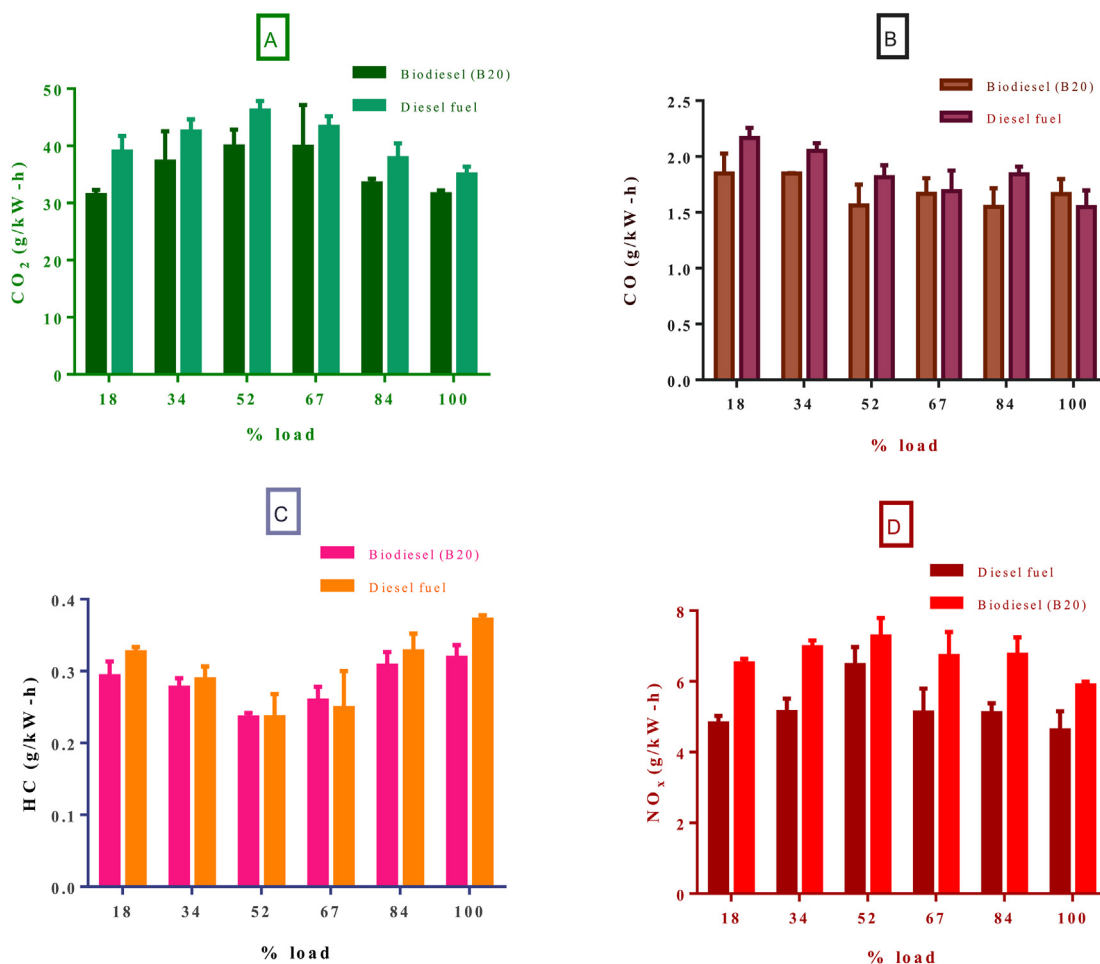 A
Biodiesel (B20)
Diesel fuel
CO₂ (g/kW-h)
50
40
30
20
10
0
18 34 52 67 84 100
% load
B
Biodiesel (B20)
Diesel fuel
CO (g/kW-h)
2.5
2.0
1.5
1.0
0.5
0.0
18 34 52 67 84 100
% load
C
Biodiesel (B20)
Diesel fuel
HC (g/kW-h)
0.4
0.3
0.2
0.1
0.0
18 34 52 67 84 100
% load
D
Diesel fuel
Biodiesel (B20)
NOₓ (g/kW-h)
8
6
4
2
0
18 34 52 67 84 100
% load